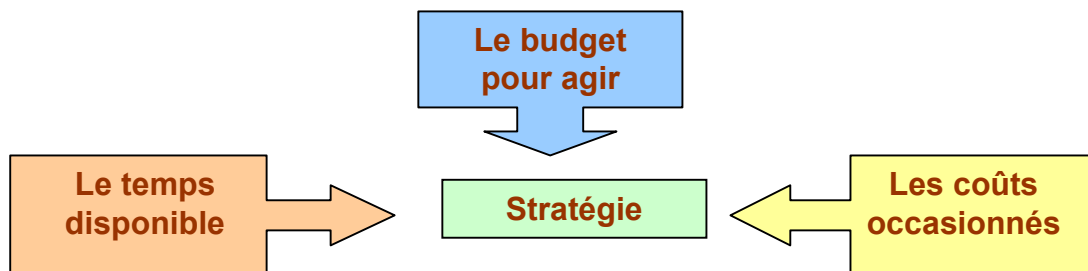 Le budget
pour agir
Le temps
disponible
Stratégie
Les coûts
occasionnés